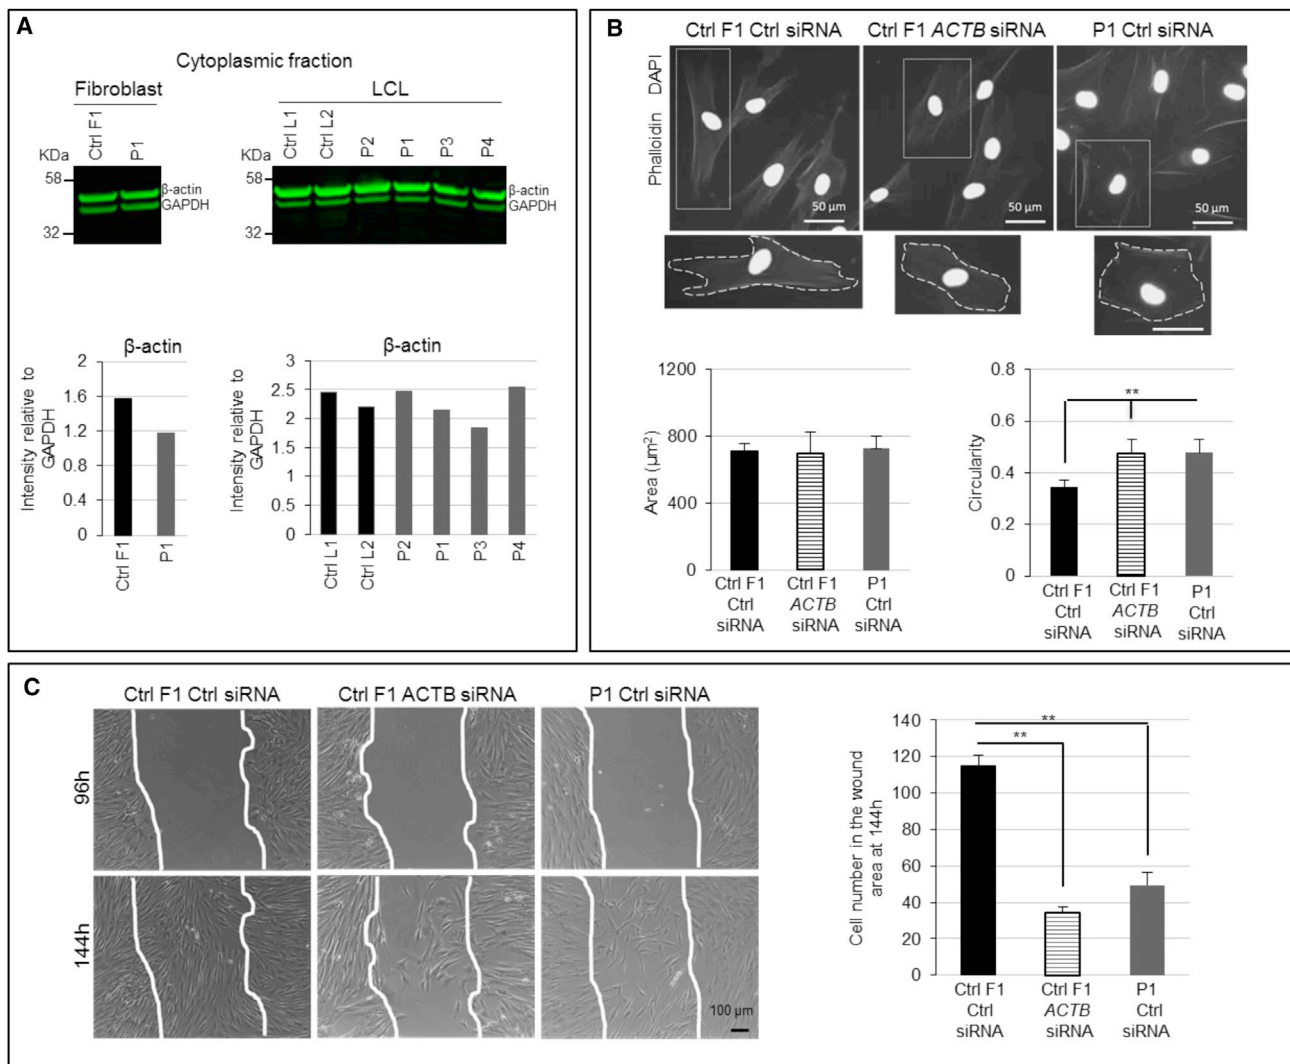 A
Cytoplasmic fraction
Fibroblast
LCL
Ctrl F1
P1
Ctrl L1
Ctrl L2
P2
P1
P3
P4
KDa
58
32
β-actin
GAPDH
KDa
58
32
β-actin
GAPDH
β-actin
Intensity relative to
GAPDH
2
1.6
1.2
0.8
0.4
0
Ctrl F1
P1
β-actin
Intensity relative to
GAPDH
3
2.5
2
1.5
1
0.5
0
Ctrl L1
Ctrl L2
P2
P1
P3
P4
B
Ctrl F1 Ctrl siRNA
Ctrl F1 ACTB siRNA
P1 Ctrl siRNA
Phalloidin DAPI
50 µm
50 µm
50 µm
Area (µm²)
1200
800
400
0
Ctrl F1
Ctrl
siRNA
Ctrl F1
ACTB
siRNA
P1
Ctrl
siRNA
Circularity
0.8
0.6
0.4
0.2
0
**
Ctrl F1
Ctrl
siRNA
Ctrl F1
ACTB
siRNA
P1
Ctrl
siRNA
C
Ctrl F1 Ctrl siRNA
Ctrl F1 ACTB siRNA
P1 Ctrl siRNA
96h
144h
100 µm
Cell number in the wound
area at 144h
140
120
100
80
60
40
20
0
**
**
Ctrl F1
Ctrl
siRNA
Ctrl F1
ACTB
siRNA
P1
Ctrl
siRNA